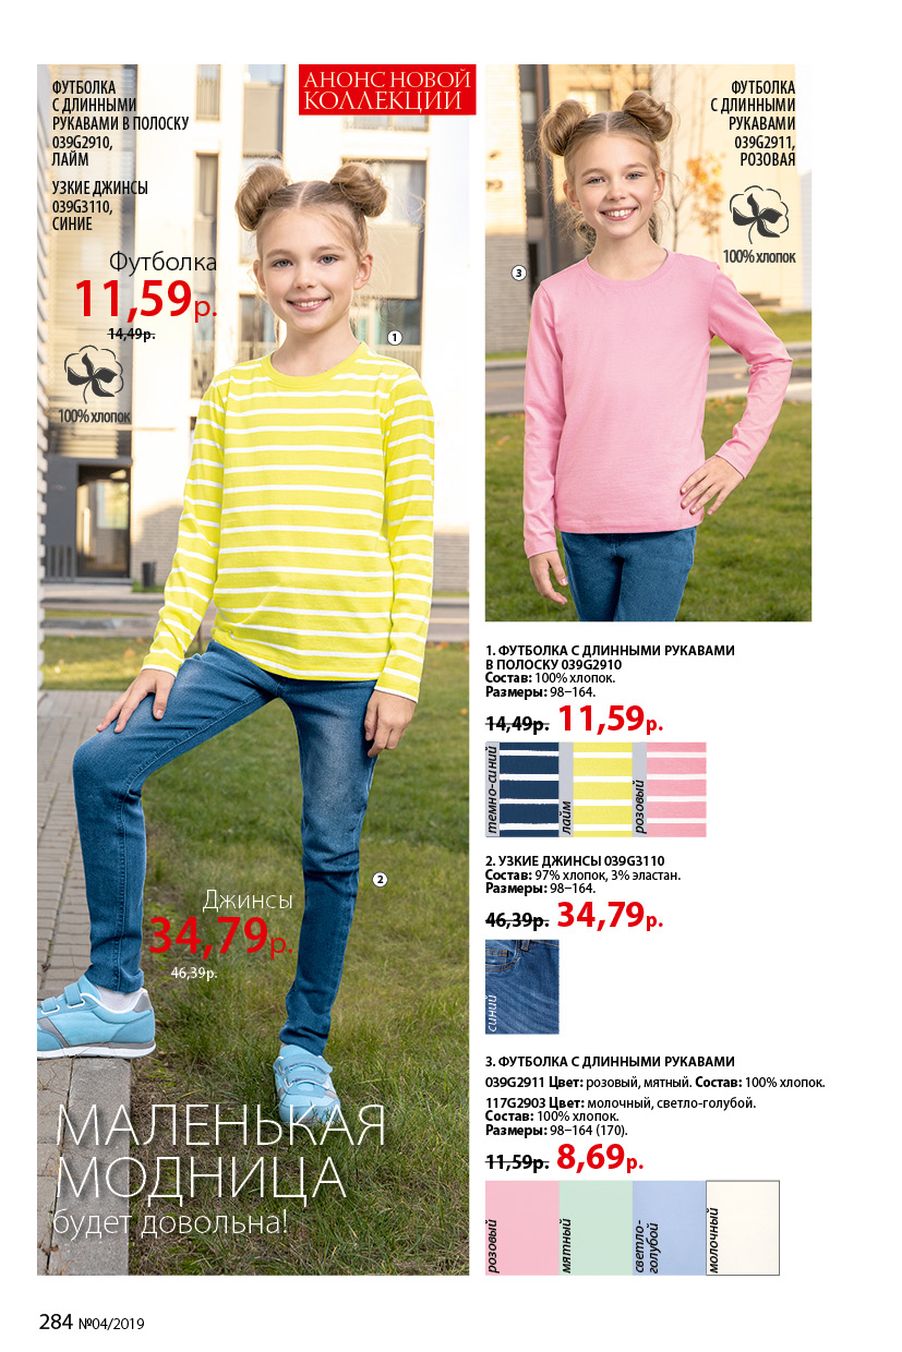 АНОНС НОВОЙ
КОЛЛЕКЦИИ
ФУТБОЛКА
С ДЛИННЫМИ
РУКАВАМИ В ПОЛОСКУ
039G2910,
ЛАЙМ
УЗКИЕ ДЖИНСЫ
039G3110,
СИНИЕ
Футболка
11,59р.
14,49р.
100% хлопок
1
2
Джинсы
34,79р.
46,39р.
МАЛЕНЬКАЯ
МОДНИЦА
будет довольна!
ФУТБОЛКА
С ДЛИННЫМИ
РУКАВАМИ
039G2911,
РОЗОВАЯ
100% хлопок
3
1. ФУТБОЛКА С ДЛИННЫМИ РУКАВАМИ
В ПОЛОСКУ 039G2910
Состав: 100% хлопок.
Размеры: 98–164.
14,49р. 11,59р.
темно-синий
лайм
розовый
2. УЗКИЕ ДЖИНСЫ 039G3110
Состав: 97% хлопок, 3% эластан.
Размеры: 98–164.
46,39р. 34,79р.
синий
3. ФУТБОЛКА С ДЛИННЫМИ РУКАВАМИ
039G2911 Цвет: розовый, мятный. Состав: 100% хлопок.
117G2903 Цвет: молочный, светло-голубой.
Состав: 100% хлопок.
Размеры: 98–164 (170).
11,59р. 8,69р.
розовый
мятный
светло-
голубой
молочный
284 №04/2019